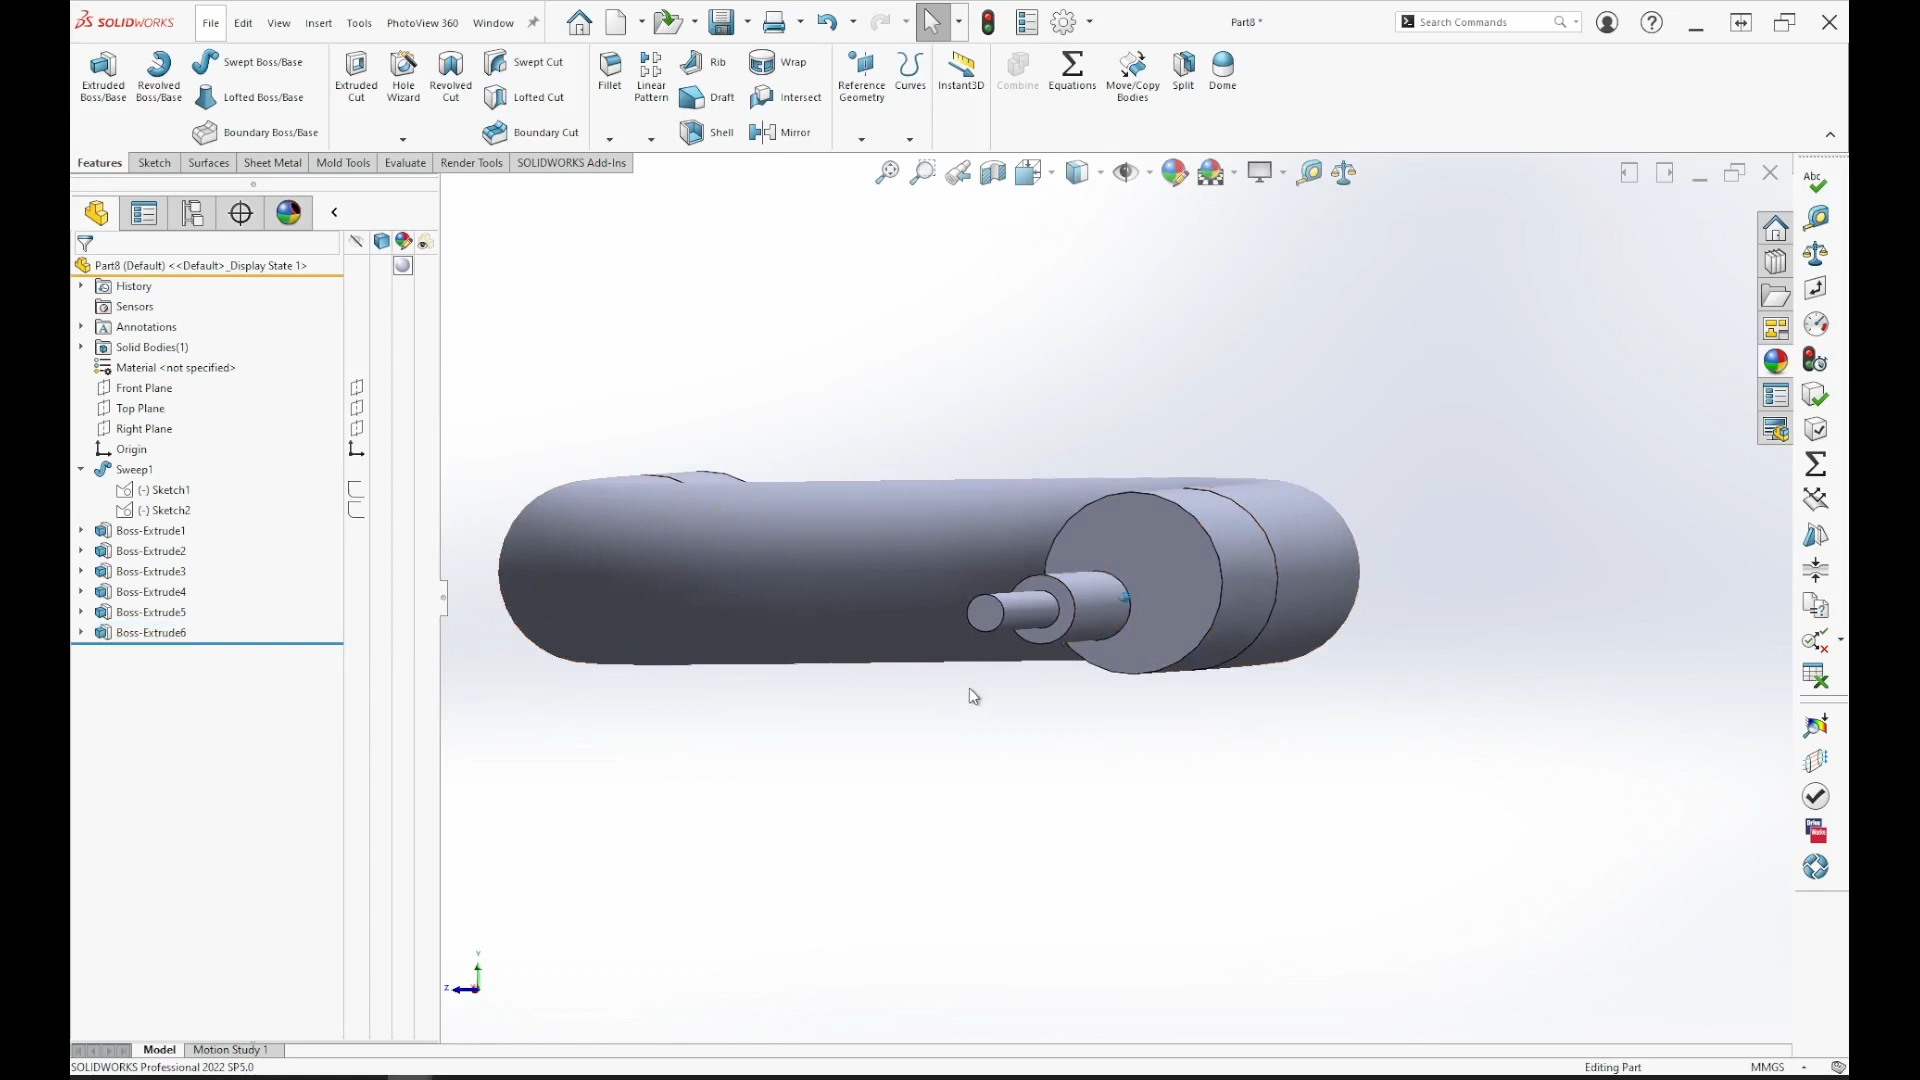 SOLIDWORKS File Edit View Insert Tools PhotoView 360 Window Part8 * Search Commands
Extruded Boss/Base
Revolved Boss/Base
Swept Boss/Base
Lofted Boss/Base
Boundary Boss/Base
Extruded Cut
Hole Wizard
Revolved Cut
Swept Cut
Lofted Cut
Boundary Cut
Fillet
Linear Pattern
Rib
Draft
Shell
Wrap
Intersect
Mirror
Reference Geometry
Curves
Instant3D
Combine
Equations
Move/Copy Bodies
Split
Dome
Features Sketch Surfaces Sheet Metal Mold Tools Evaluate Render Tools SOLIDWORKS Add-Ins
Abc
Part8 (Default) <<Default>_Display State 1>
History
Sensors
Annotations
Solid Bodies(1)
Material <not specified>
Front Plane
Top Plane
Right Plane
Origin
Sweep1
(-) Sketch1
(-) Sketch2
Boss-Extrude1
Boss-Extrude2
Boss-Extrude3
Boss-Extrude4
Boss-Extrude5
Boss-Extrude6
Y
Z
Model Motion Study 1
SOLIDWORKS Professional 2022 SP5.0 Editing Part MMGS